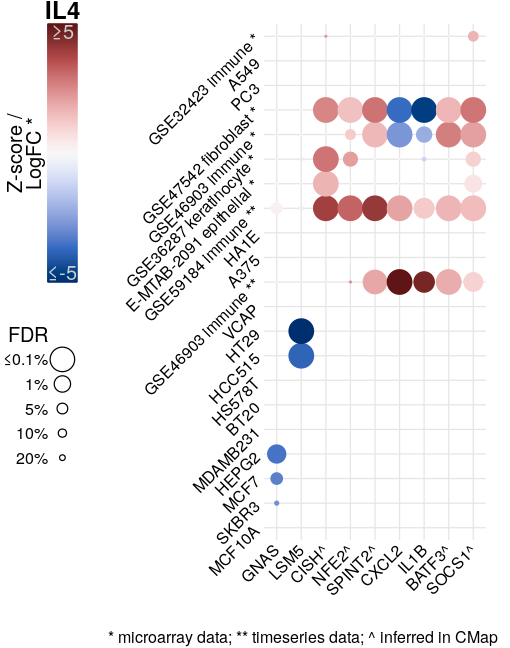 IL4
≥5
Z-score /
LogFC *
≤-5
FDR
≤0.1%
1%
5%
10%
20%
GSE32423 Immune *
A549
PC3
GSE47542 fibroblast *
GSE46903 Immune *
GSE36287 keratinocyte *
E-MTAB-2091 epithelial *
GSE59184 Immune **
HA1E
A375
GSE46903 Immune **
VCAP
HT29
HCC515
HS578T
BT20
MDAMB231
HEPG2
MCF7
SKBR3
MCF10A
GNAS
LSM5
CISH^
NFE2^
SPINT2^
CXCL2
IL1B
BATF3^
SOCS1^
* microarray data; ** timeseries data; ^ inferred in CMap